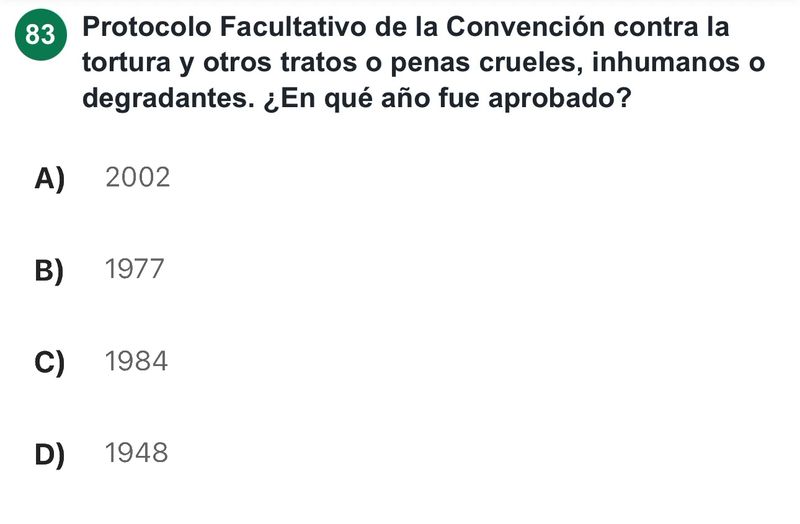 83 Protocolo Facultativo de la Convención contra la
tortura y otros tratos o penas crueles, inhumanos o
degradantes. ¿En qué año fue aprobado?
A) 2002
B) 1977
C) 1984
D) 1948